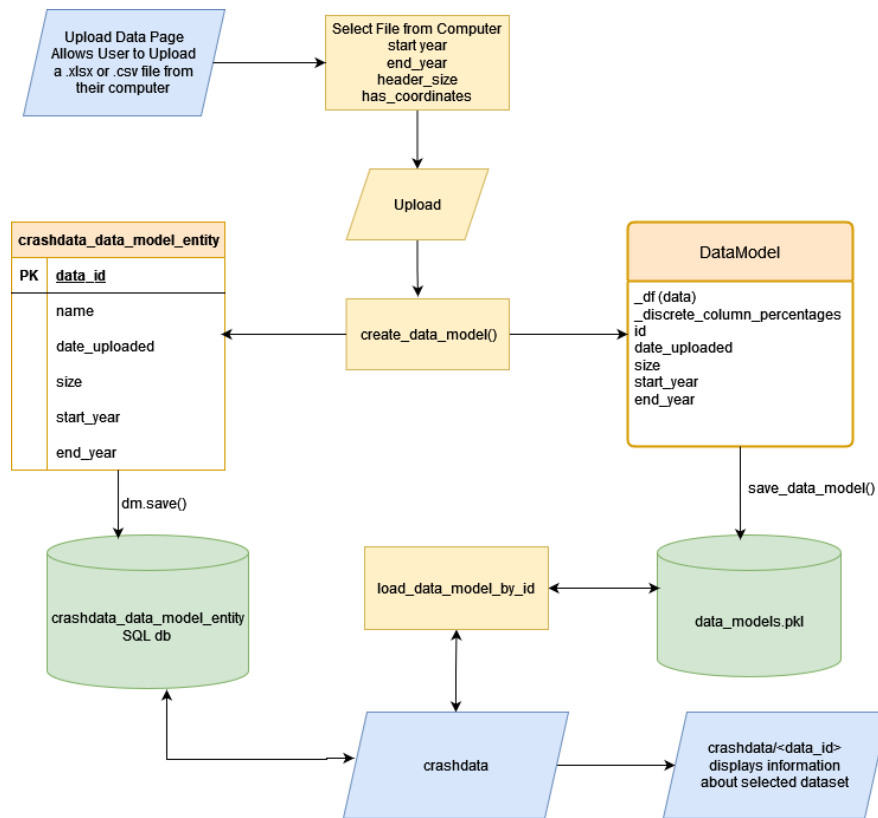 Upload Data Page
Allows User to Upload
a .xlsx or .csv file from
their computer
Select File from Computer
start year
end_year
header_size
has_coordinates
Upload
crashdata_data_model_entity
PK data_id
name
date_uploaded
size
start_year
end_year
create_data_model()
DataModel
_df (data)
_discrete_column_percentages
id
date_uploaded
size
start_year
end_year
dm.save()
save_data_model()
crashdata_data_model_entity
SQL db
load_data_model_by_id
data_models.pkl
crashdata
crashdata/<data_id>
displays information
about selected dataset